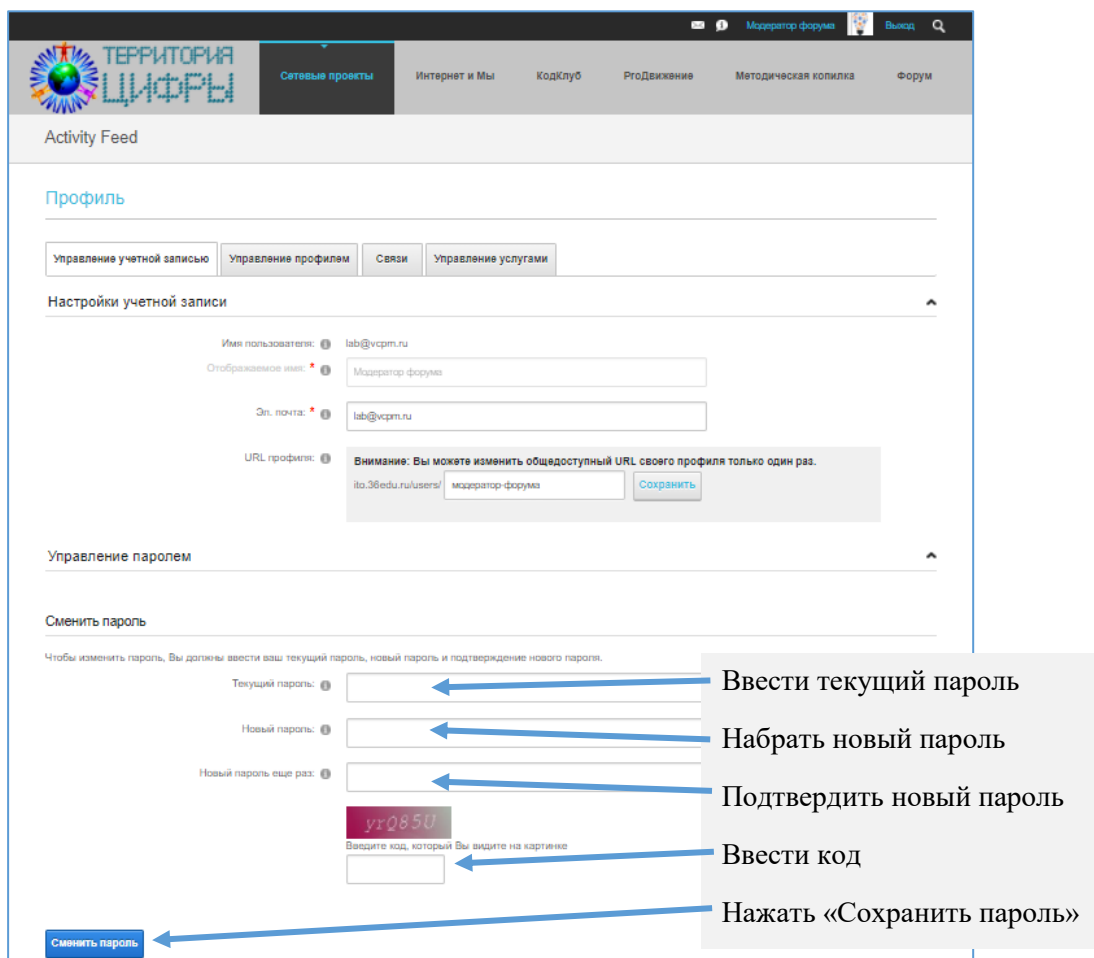 Модератор форума Выход
ТЕРРИТОРИЯ
ЦИФРЫ
Сетевые проекты Интернет и Мы КодКлуб ProДвижение Методическая копилка Форум
Activity Feed
Профиль
Управление учетной записью Управление профилем Связи Управление услугами
Настройки учетной записи
Имя пользователя: lab@vcpm.ru
Отображаемое имя: * Модератор форума
Эл. почта: * lab@vcpm.ru
URL профиля: Внимание: Вы можете изменить общедоступный URL своего профиля только один раз.
ito.36edu.ru/users/ модератор-форума Сохранить
Управление паролем
Сменить пароль
Чтобы изменить пароль, Вы должны ввести ваш текущий пароль, новый пароль и подтверждение нового пароля.
Текущий пароль: Ввести текущий пароль
Новый пароль: Набрать новый пароль
Новый пароль еще раз: Подтвердить новый пароль
yrQ85U
Введите код, который Вы видите на картинке
Ввести код
Нажать «Сохранить пароль»
Сменить пароль